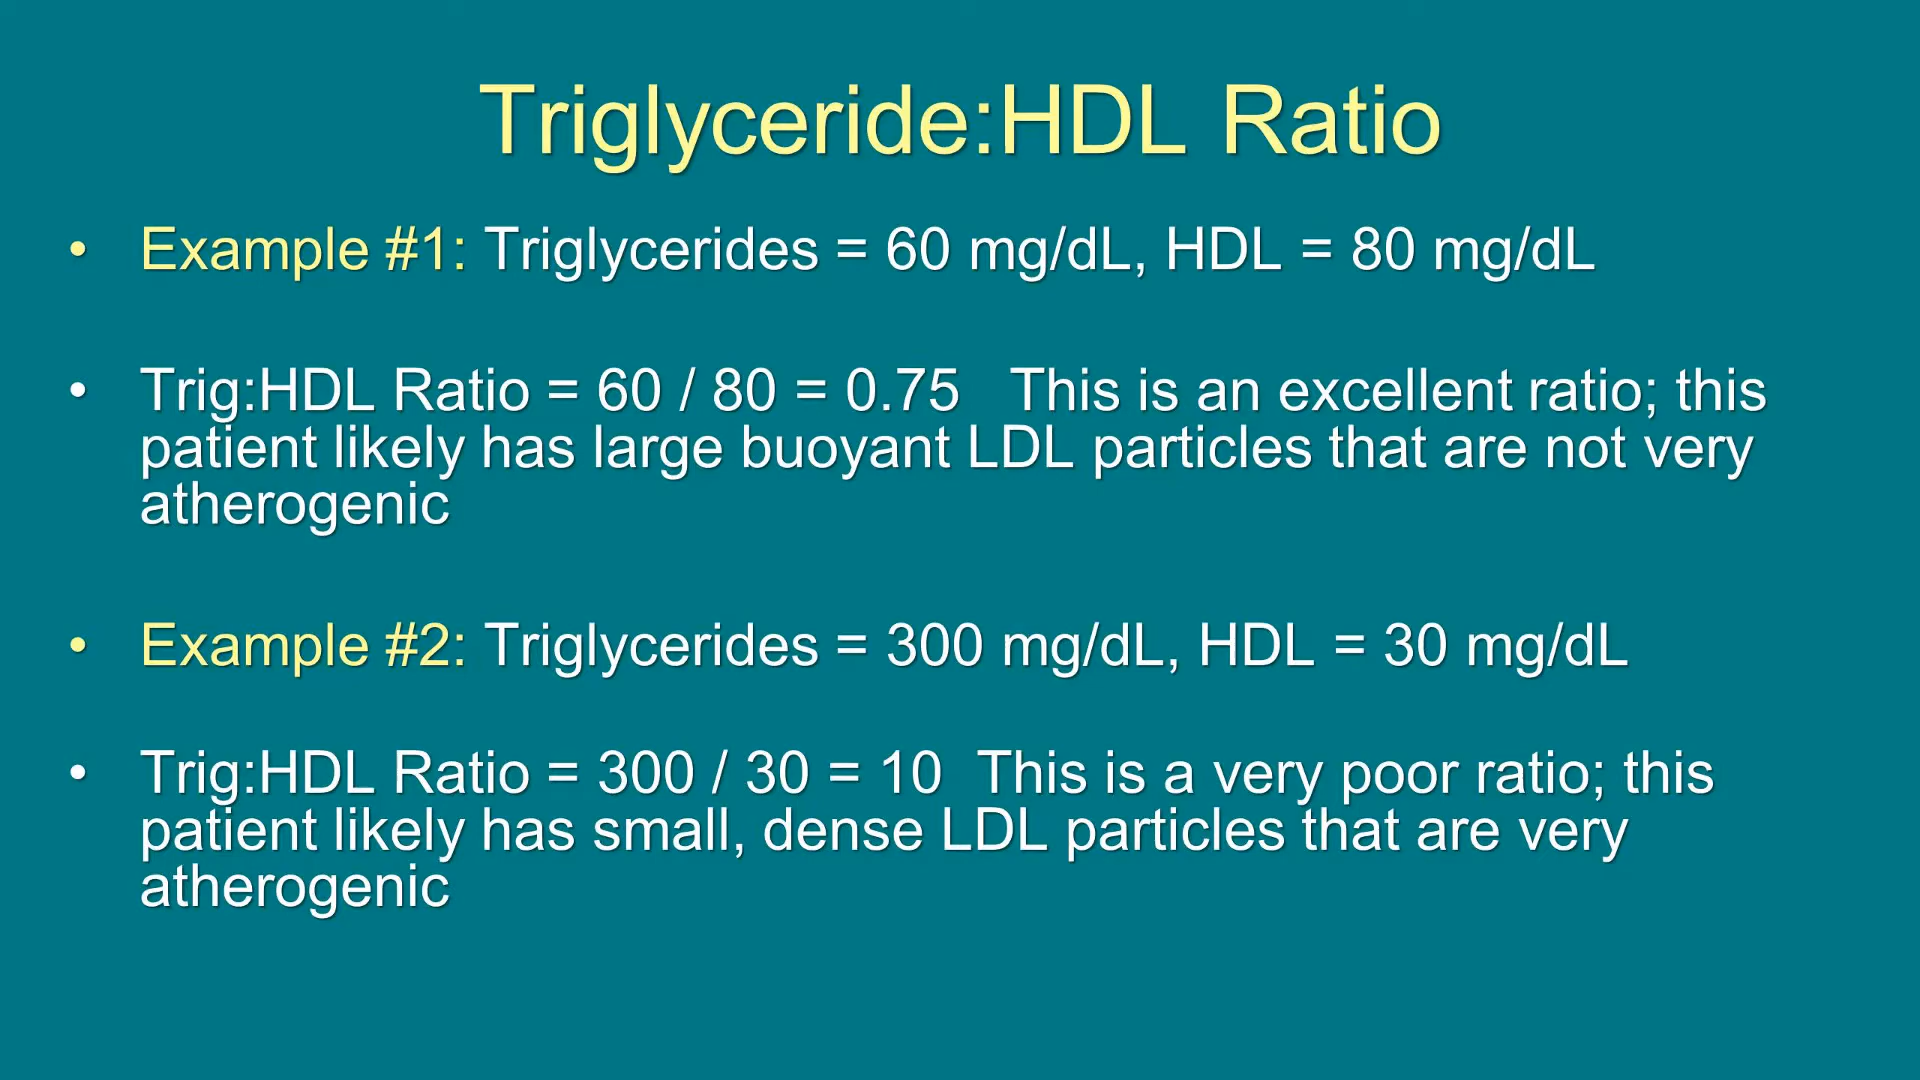 Triglyceride:HDL Ratio
• Example #1: Triglycerides = 60 mg/dL, HDL = 80 mg/dL
• Trig:HDL Ratio = 60 / 80 = 0.75 This is an excellent ratio; this
patient likely has large buoyant LDL particles that are not very
atherogenic
• Example #2: Triglycerides = 300 mg/dL, HDL = 30 mg/dL
• Trig:HDL Ratio = 300 / 30 = 10 This is a very poor ratio; this
patient likely has small, dense LDL particles that are very
atherogenic